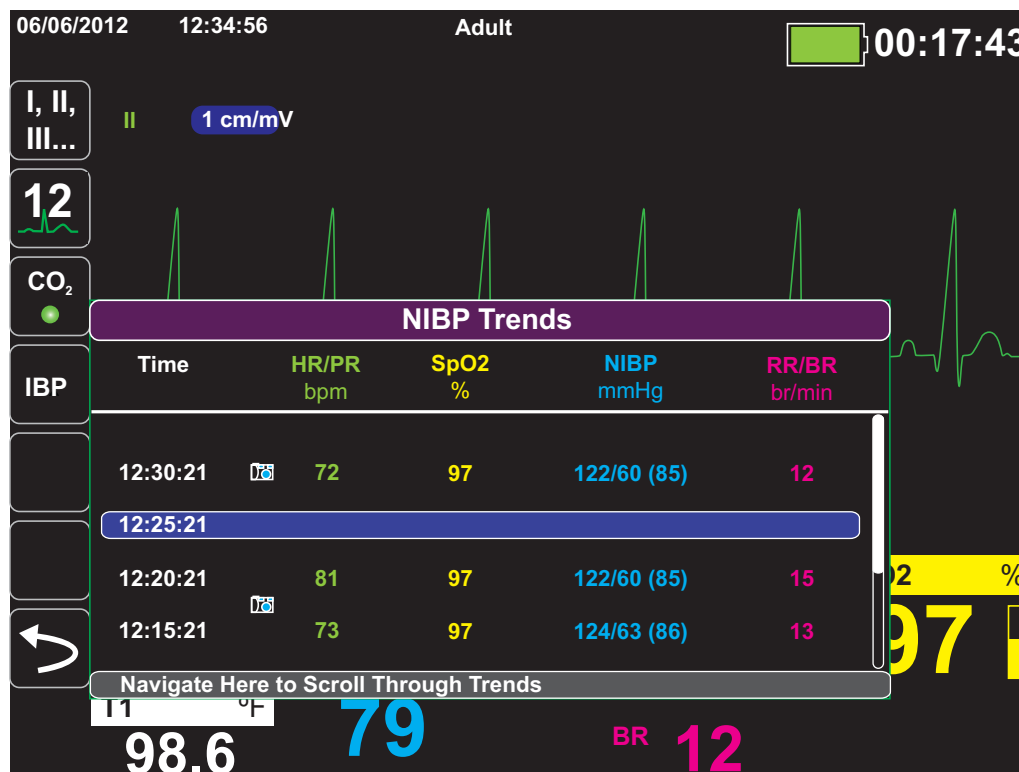 06/06/2012 12:34:56 Adult 00:17:43
I, II,
III...
II 1 cm/mV
12
CO₂
IBP
NIBP Trends
Time HR/PR SpO2 NIBP RR/BR
bpm % mmHg br/min
12:30:21 72 97 122/60 (85) 12
12:25:21
12:20:21 81 97 122/60 (85) 15
12:15:21 73 97 124/63 (86) 13
Navigate Here to Scroll Through Trends
O2 %
97
T1 °F
98.6 79 BR 12